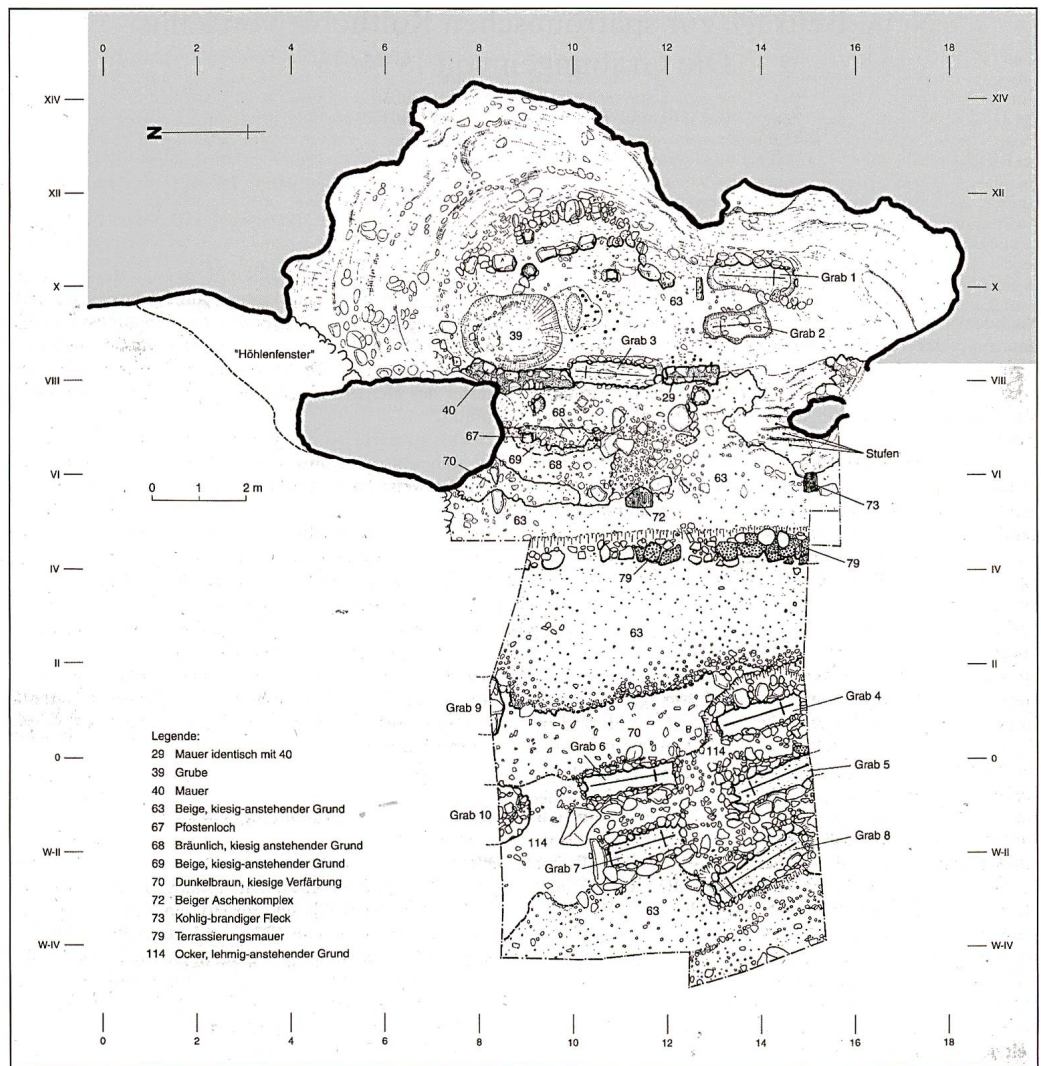 0 2 4 6 8 10 12 14 16 18
XIV XIV
N
XII XII
Grab 1
X 63 X
Grab 2
39 Grab 3
"Höhlenfenster"
VIII 29 VIII
40 68
67 Stufen
69 68
70 VI 63 VI
0 2 m 73
63 72
79 79
IV IV
63
II II
Grab 9 Grab 4
70
Legende: Grab 6 114
29 Mauer identisch mit 40
0 0
39 Grube Grab 5
40 Mauer
63 Beige, kiesig-anstehender Grund Grab 10
67 Pfostenloch Grab 8
68 Bräunlich, kiesig anstehender Grund 114
W-II W-II
69 Beige, kiesig-anstehender Grund Grab 7
70 Dunkelbraun, kiesige Verfärbung
72 Beiger Aschenkomplex
73 Kohlig-brandiger Fleck 63
79 Terrassierungsmauer
W-IV W-IV
114 Ocker, lehmig-anstehender Grund
0 2 4 6 8 10 12 14 16 18